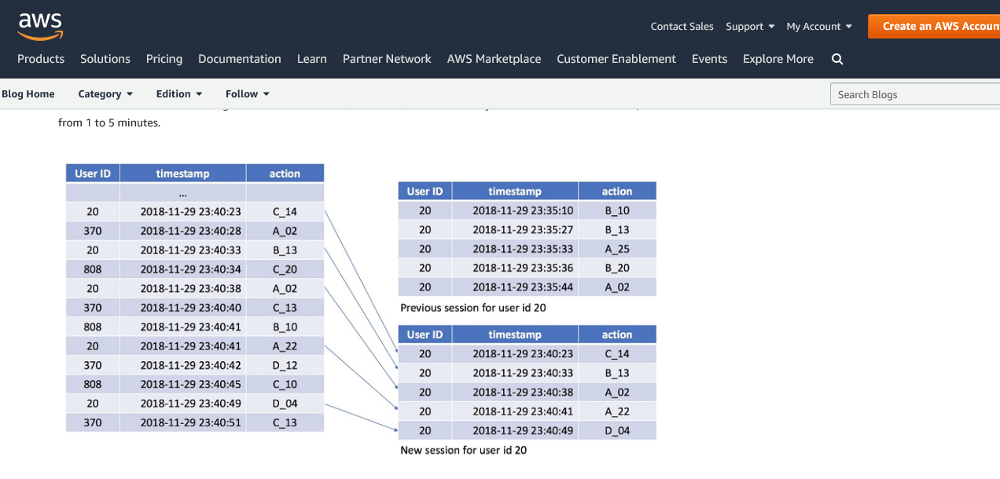 aws
Contact Sales Support My Account Create an AWS Accoun
Products Solutions Pricing Documentation Learn Partner Network AWS Marketplace Customer Enablement Events Explore More
Blog Home Category Edition Follow Search Blogs
from 1 to 5 minutes.
User ID timestamp action
...
20 2018-11-29 23:40:23 C_14
370 2018-11-29 23:40:28 A_02
20 2018-11-29 23:40:33 B_13
808 2018-11-29 23:40:34 C_20
20 2018-11-29 23:40:38 A_02
370 2018-11-29 23:40:40 C_13
808 2018-11-29 23:40:41 B_10
20 2018-11-29 23:40:41 A_22
370 2018-11-29 23:40:42 D_12
808 2018-11-29 23:40:45 C_10
20 2018-11-29 23:40:49 D_04
370 2018-11-29 23:40:51 C_13
User ID timestamp action
20 2018-11-29 23:35:10 B_10
20 2018-11-29 23:35:27 B_13
20 2018-11-29 23:35:33 A_25
20 2018-11-29 23:35:36 B_20
20 2018-11-29 23:35:44 A_02
Previous session for user id 20
User ID timestamp action
20 2018-11-29 23:40:23 C_14
20 2018-11-29 23:40:33 B_13
20 2018-11-29 23:40:38 A_02
20 2018-11-29 23:40:41 A_22
20 2018-11-29 23:40:49 D_04
New session for user id 20